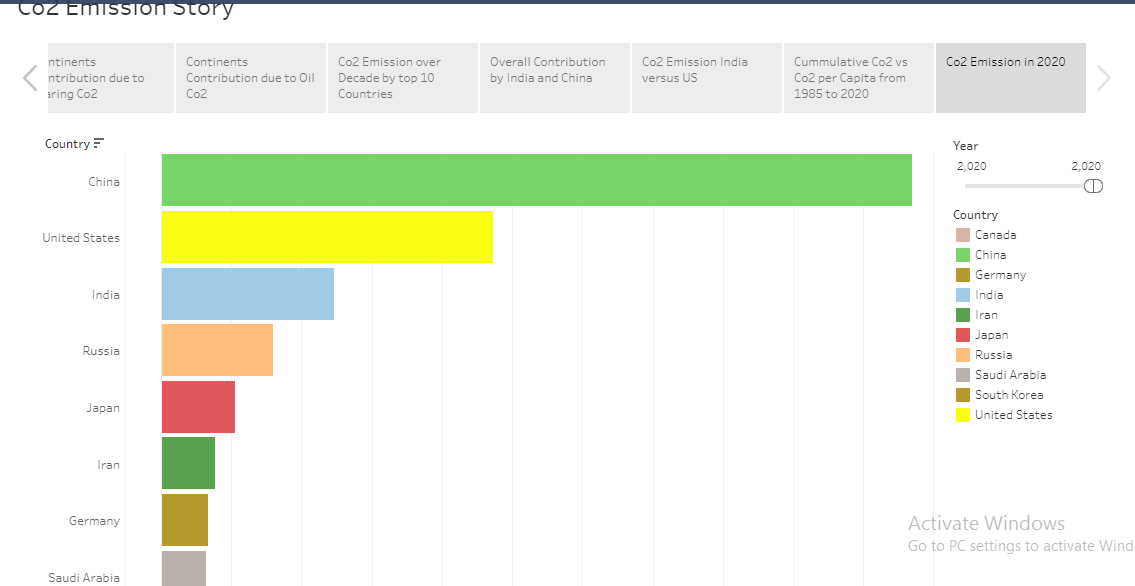 Co2 Emission Story
ntinents
ntribution due to
aring Co2
Continents
Contribution due to Oil
Co2
Co2 Emission over
Decade by top 10
Countries
Overall Contribution
by India and China
Co2 Emission India
versus US
Cummulative Co2 vs
Co2 per Capita from
1985 to 2020
Co2 Emission in 2020
Country
China
United States
India
Russia
Japan
Iran
Germany
Saudi Arabia
Year
2,020 2,020
Country
Canada
China
Germany
India
Iran
Japan
Russia
Saudi Arabia
South Korea
United States
Activate Windows
Go to PC settings to activate Wind